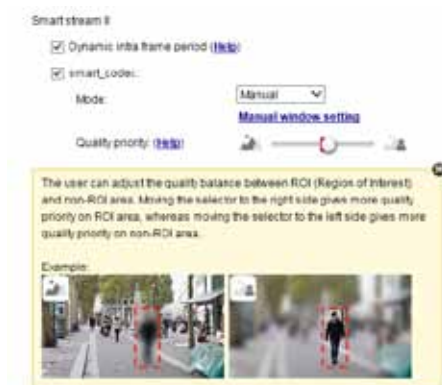 Smart stream II
Dynamic intra frame period (Help)
smart_codec:
Mode: Manual
Manual window setting
Quality priority: (Help)
The user can adjust the quality balance between ROI (Region of Interest)
and non-ROI area. Moving the selector to the right side gives more quality
priority on ROI area, whereas moving the selector to the left side gives more
quality priority on non-ROI area.
Example: